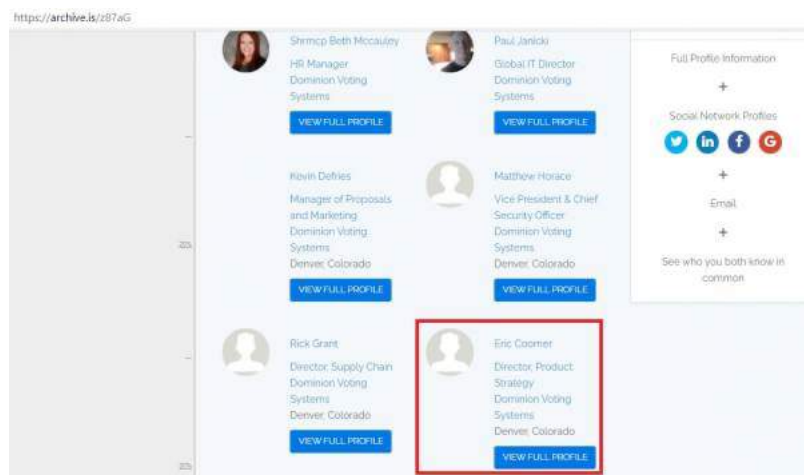 https://archive.is/z87aG
Shrmcp Beth Mccauley
HR Manager
Dominion Voting
Systems
VIEW FULL PROFILE
Paul Janicki
Global IT Director
Dominion Voting
Systems
VIEW FULL PROFILE
Kevin Defries
Manager of Proposals
and Marketing
Dominion Voting
Systems
Denver, Colorado
VIEW FULL PROFILE
Matthew Horace
Vice President & Chief
Security Officer
Dominion Voting
Systems
Denver, Colorado
VIEW FULL PROFILE
Rick Grant
Director, Supply Chain
Dominion Voting
Systems
Denver, Colorado
VIEW FULL PROFILE
Eric Coomer
Director, Product
Strategy
Dominion Voting
Systems
Denver, Colorado
VIEW FULL PROFILE
Full Profile Information
+
Social Network Profiles
+
Email
+
See who you both know in
common